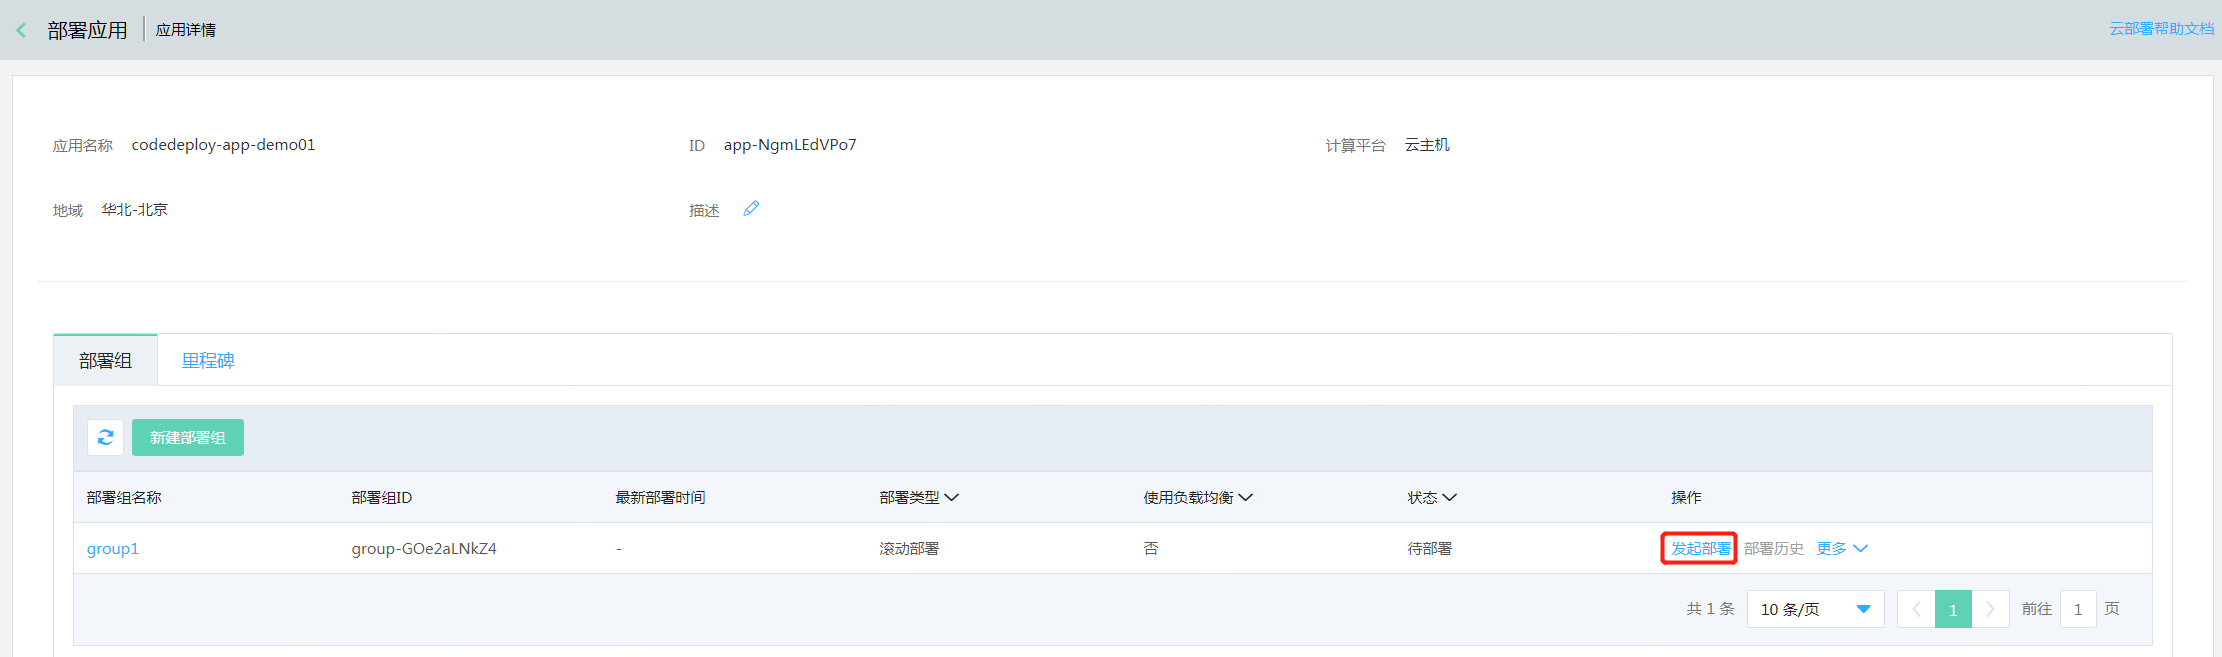 部署应用 应用详情 云部署帮助文档
应用名称 codedeploy-app-demo01 ID app-NgmLEdVPo7 计算平台 云主机
地域 华北-北京 描述
部署组 里程碑
新建部署组
部署组名称 部署组ID 最新部署时间 部署类型 使用负载均衡 状态 操作
group1 group-GOe2aLNkZ4 - 滚动部署 否 待部署 发起部署 部署历史 更多
共 1 条 10 条/页 1 前往 1 页